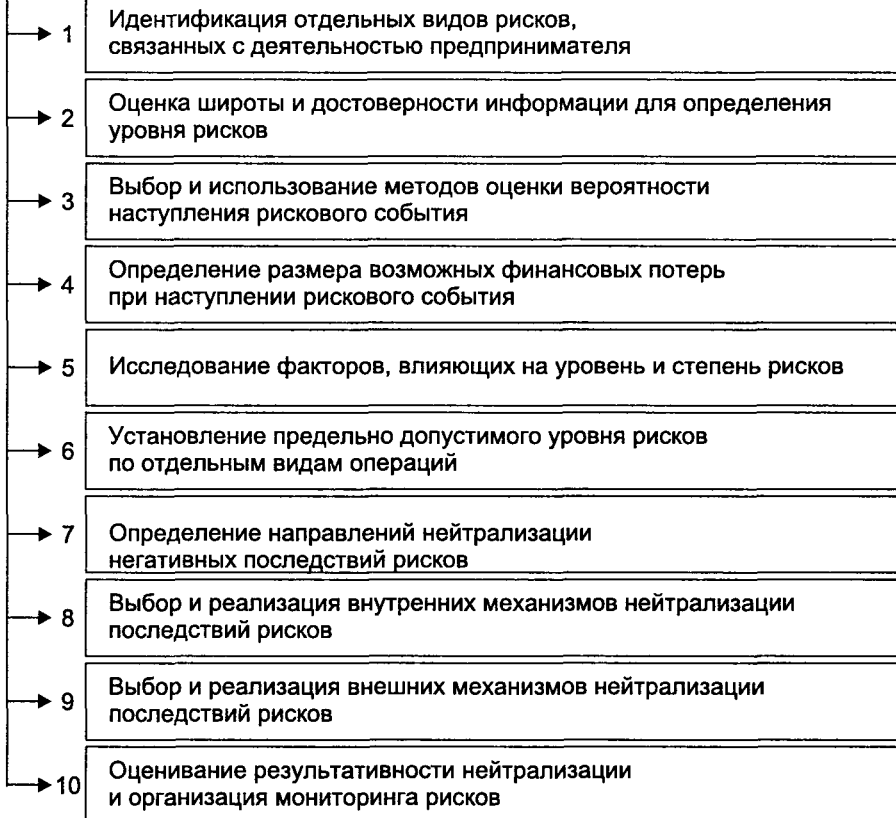 1 Идентификация отдельных видов рисков,
связанных с деятельностью предпринимателя
2 Оценка широты и достоверности информации для определения
уровня рисков
3 Выбор и использование методов оценки вероятности
наступления рискового события
4 Определение размера возможных финансовых потерь
при наступлении рискового события
5 Исследование факторов, влияющих на уровень и степень рисков
6 Установление предельно допустимого уровня рисков
по отдельным видам операций
7 Определение направлений нейтрализации
негативных последствий рисков
8 Выбор и реализация внутренних механизмов нейтрализации
последствий рисков
9 Выбор и реализация внешних механизмов нейтрализации
последствий рисков
10 Оценивание результативности нейтрализации
и организация мониторинга рисков